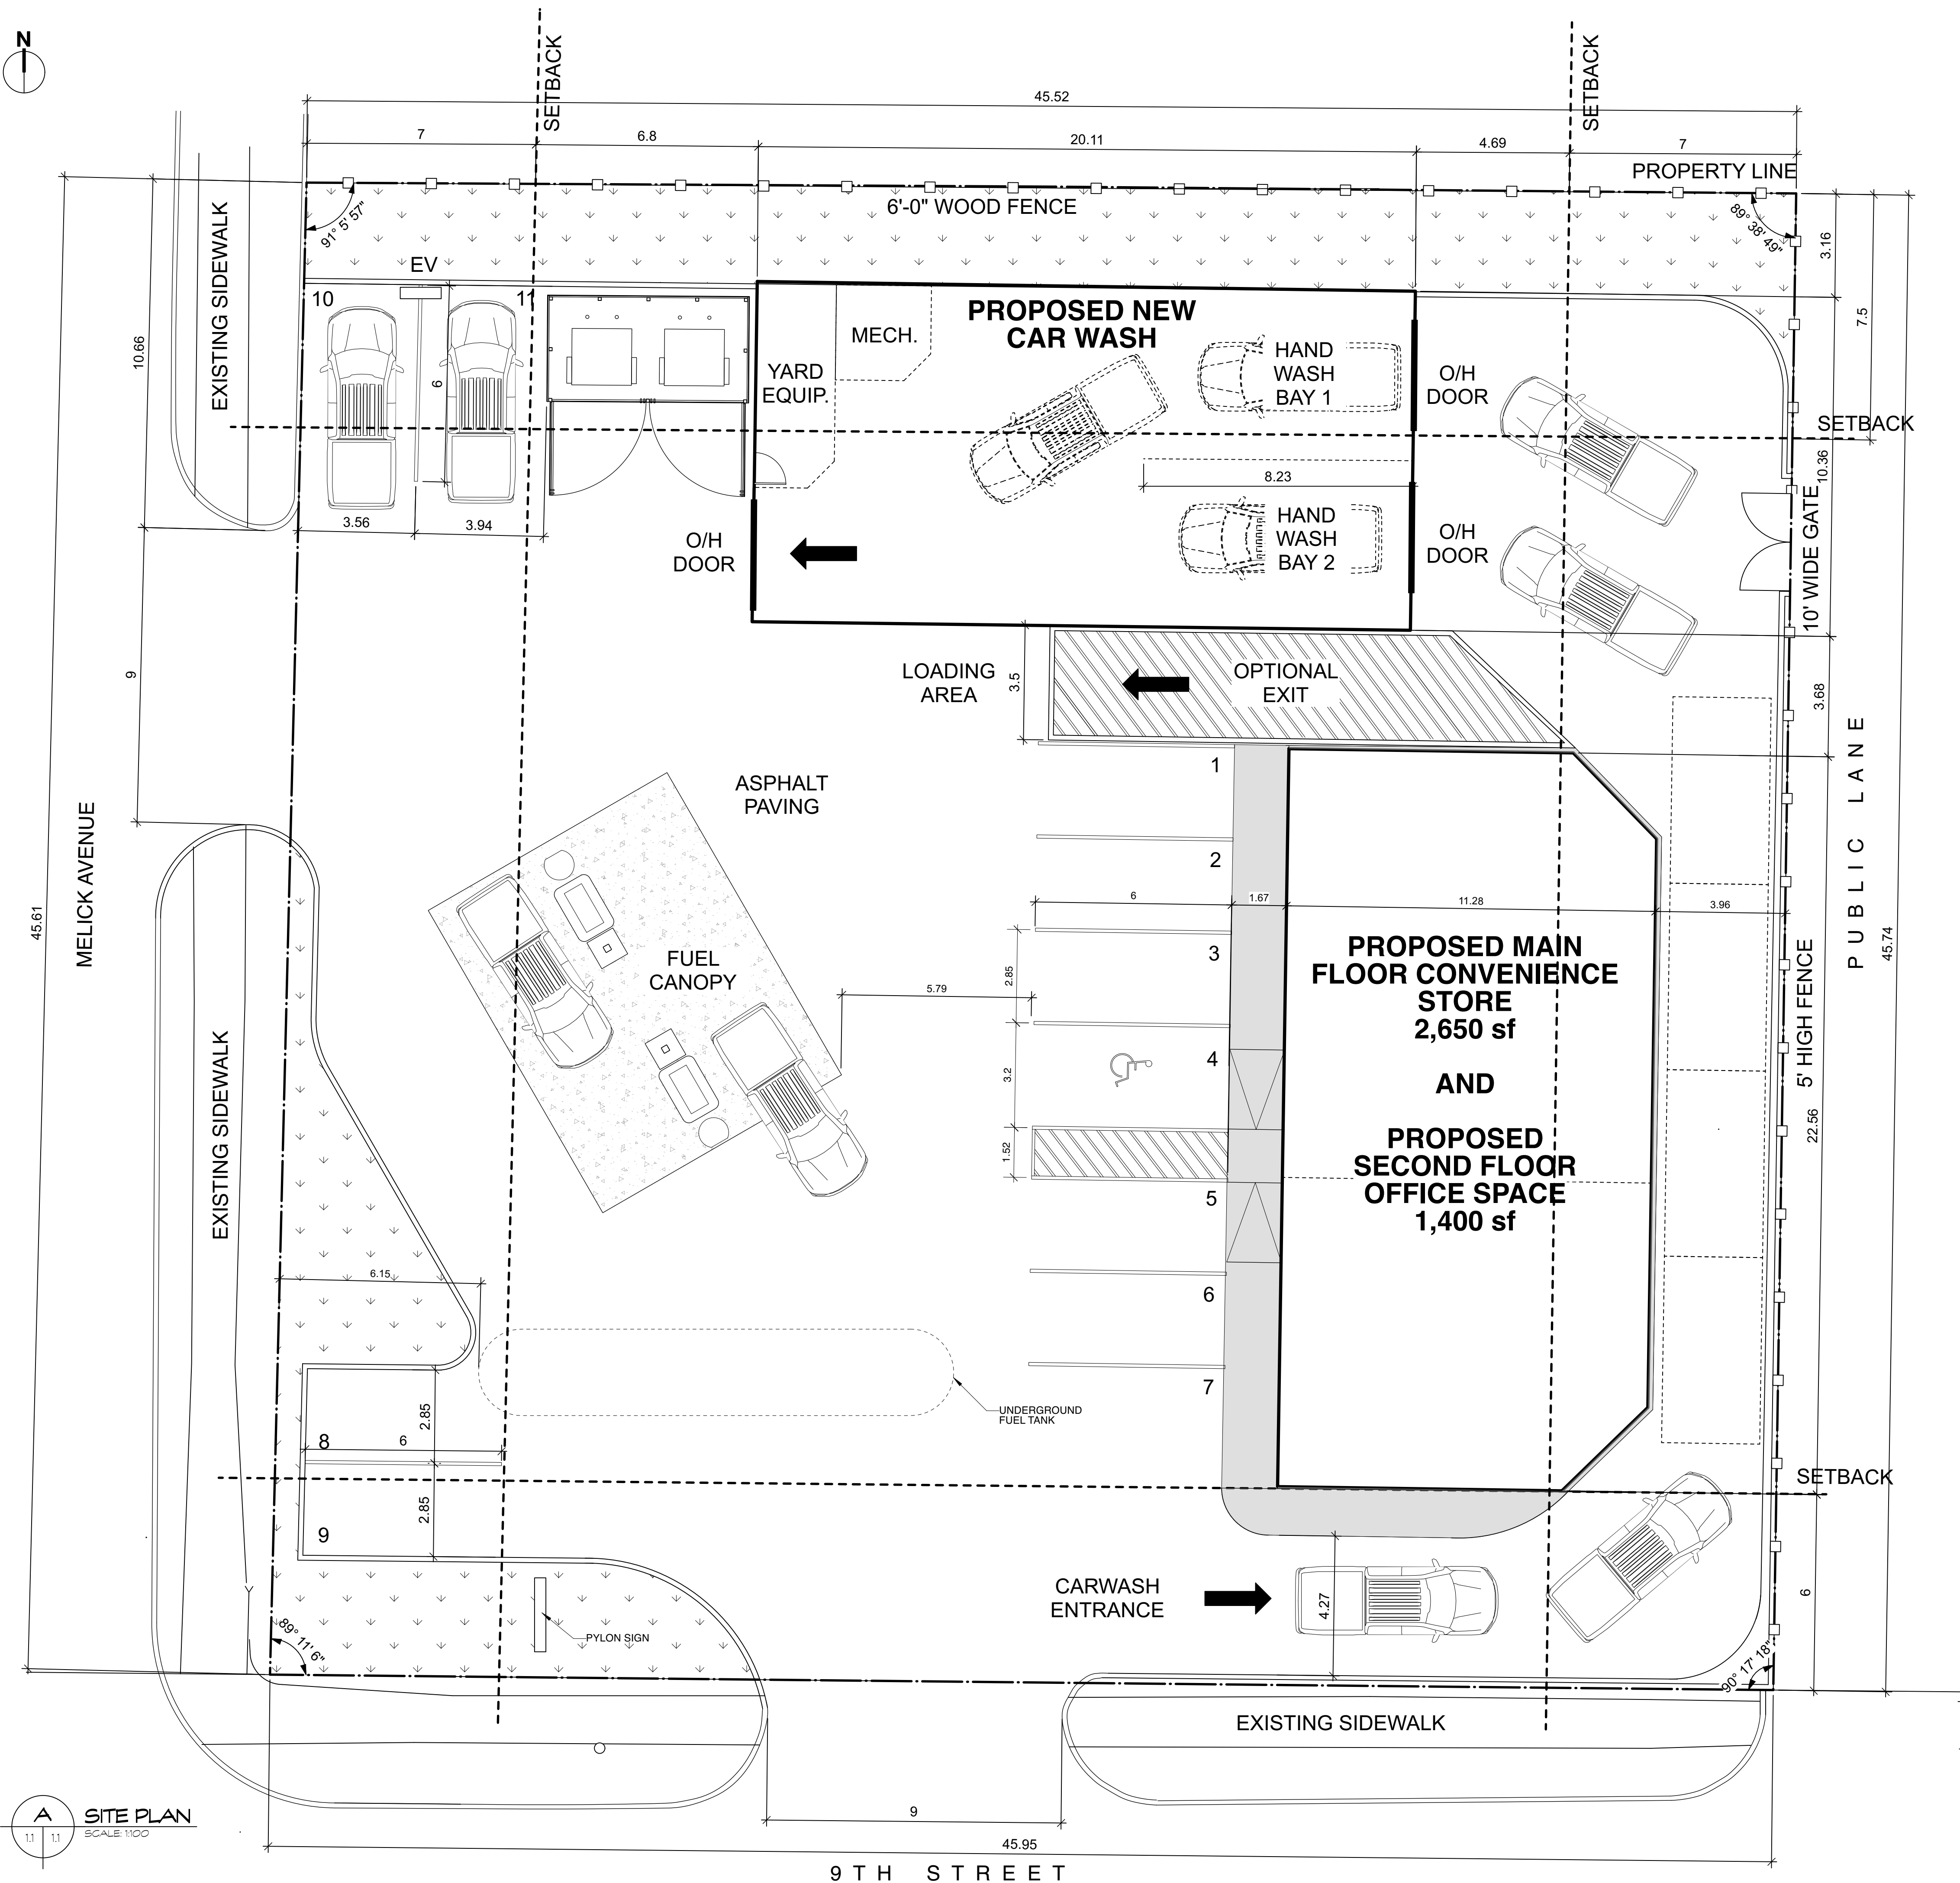 N
SETBACK
SETBACK
45.52
7
6.8
20.11
4.69
7
PROPERTY LINE
6'-0" WOOD FENCE
91° 5' 57"
89° 38' 49"
3.16
7.5
EXISTING SIDEWALK
10.66
EV
10
11
6
3.56
3.94
PROPOSED NEW
CAR WASH
MECH.
YARD
EQUIP.
HAND
WASH
BAY 1
O/H
DOOR
SETBACK
10.36
8.23
HAND
WASH
BAY 2
O/H
DOOR
O/H
DOOR
10' WIDE GATE
LOADING
AREA
3.5
OPTIONAL
EXIT
3.68
9
MELICK AVENUE
45.61
ASPHALT
PAVING
1
2
PUBLIC LANE
45.74
6
1.67
11.28
3.96
FUEL
CANOPY
5.79
2.85
3
PROPOSED MAIN
FLOOR CONVENIENCE
STORE
2,650 sf
AND
PROPOSED
SECOND FLOOR
OFFICE SPACE
1,400 sf
5' HIGH FENCE
22.56
3.2
4
1.52
5
EXISTING SIDEWALK
6.15
6
7
UNDERGROUND
FUEL TANK
2.85
8
6
2.85
9
SETBACK
CARWASH
ENTRANCE
4.27
6
PYLON SIGN
89° 11' 6"
90° 17' 18"
EXISTING SIDEWALK
9
45.95
9TH STREET
A
1.1
1.1
SITE PLAN
SCALE: 1:100